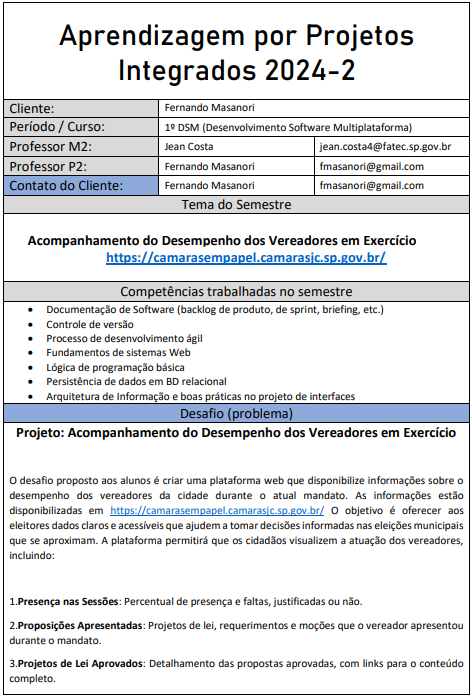 Aprendizagem por Projetos
Integrados 2024-2
Cliente: Fernando Masanori
Período / Curso: 1º DSM (Desenvolvimento Software Multiplataforma)
Professor M2: Jean Costa jean.costa4@fatec.sp.gov.br
Professor P2: Fernando Masanori fmasanori@gmail.com
Contato do Cliente: Fernando Masanori fmasanori@gmail.com
Tema do Semestre
Acompanhamento do Desempenho dos Vereadores em Exercício
https://camarasempapel.camarasjc.sp.gov.br/
Competências trabalhadas no semestre
• Documentação de Software (backlog de produto, de sprint, briefing, etc.)
• Controle de versão
• Processo de desenvolvimento ágil
• Fundamentos de sistemas Web
• Lógica de programação básica
• Persistência de dados em BD relacional
• Arquitetura de Informação e boas práticas no projeto de interfaces
Desafio (problema)
Projeto: Acompanhamento do Desempenho dos Vereadores em Exercício
O desafio proposto aos alunos é criar uma plataforma web que disponibilize informações sobre o
desempenho dos vereadores da cidade durante o atual mandato. As informações estão
disponibilizadas em https://camarasempapel.camarasjc.sp.gov.br/ O objetivo é oferecer aos
eleitores dados claros e acessíveis que ajudem a tomar decisões informadas nas eleições municipais
que se aproximam. A plataforma permitirá que os cidadãos visualizem a atuação dos vereadores,
incluindo:
1.Presença nas Sessões: Percentual de presença e faltas, justificadas ou não.
2.Proposições Apresentadas: Projetos de lei, requerimentos e moções que o vereador apresentou
durante o mandato.
3.Projetos de Lei Aprovados: Detalhamento das propostas aprovadas, com links para o conteúdo
completo.